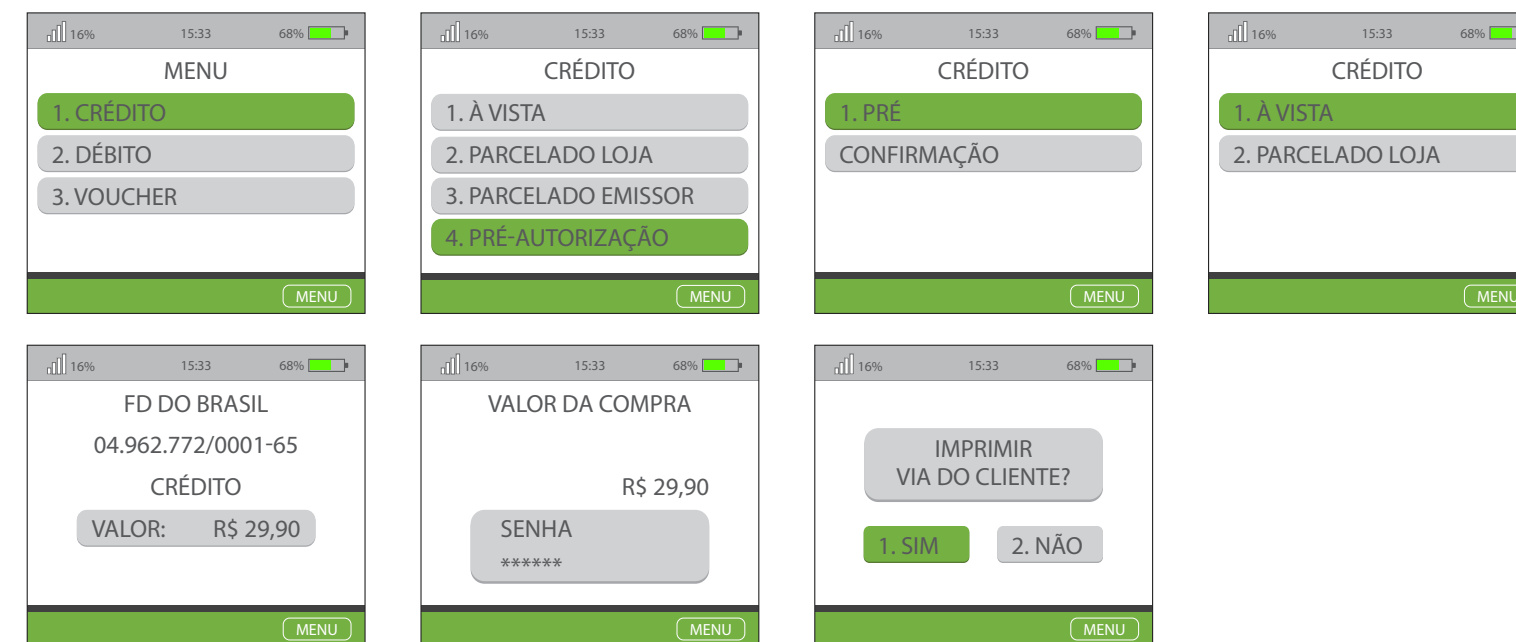 16% 15:33 68%
MENU
1. CRÉDITO
2. DÉBITO
3. VOUCHER
MENU
16% 15:33 68%
CRÉDITO
1. À VISTA
2. PARCELADO LOJA
3. PARCELADO EMISSOR
4. PRÉ-AUTORIZAÇÃO
MENU
16% 15:33 68%
CRÉDITO
1. PRÉ
CONFIRMAÇÃO
MENU
16% 15:33 68%
CRÉDITO
1. À VISTA
2. PARCELADO LOJA
MENU
16% 15:33 68%
FD DO BRASIL
04.962.772/0001-65
CRÉDITO
VALOR: R$ 29,90
MENU
16% 15:33 68%
VALOR DA COMPRA
R$ 29,90
SENHA
******
MENU
16% 15:33 68%
IMPRIMIR
VIA DO CLIENTE?
1. SIM 2. NÃO
MENU